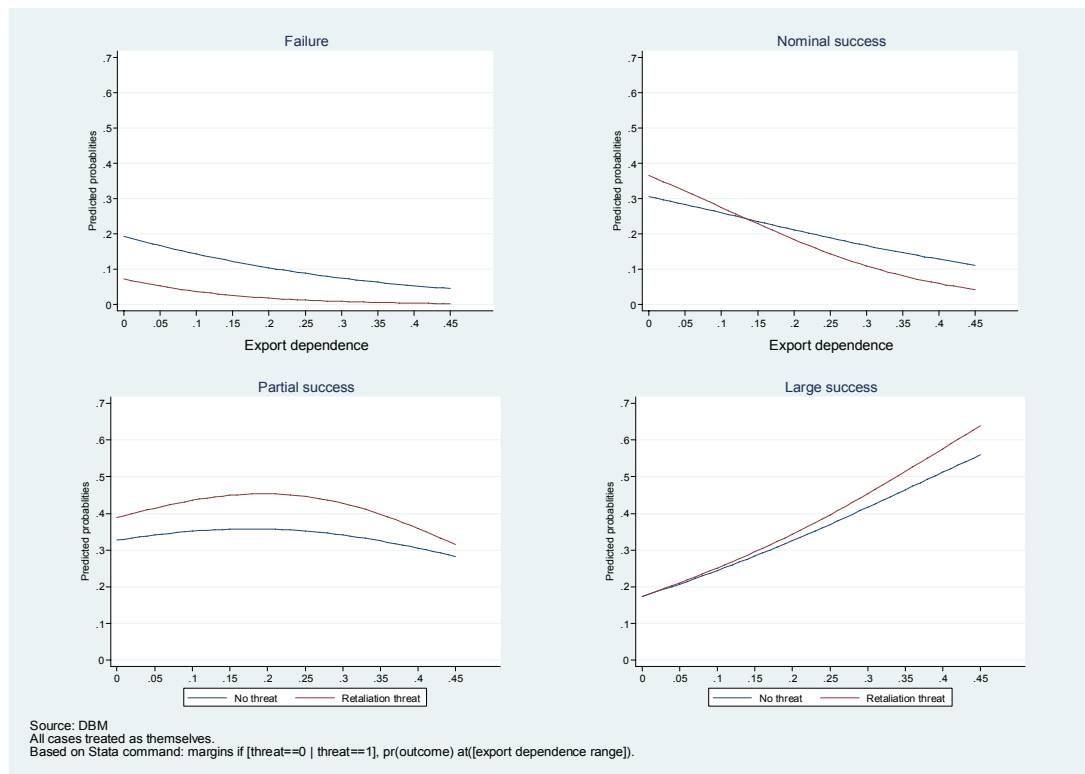 Failure
Predicted probablities
.7
.6
.5
.4
.3
.2
.1
0
0 .05 .1 .15 .2 .25 .3 .35 .4 .45
Export dependence
Nominal success
Predicted probablities
.7
.6
.5
.4
.3
.2
.1
0
0 .05 .1 .15 .2 .25 .3 .35 .4 .45
Export dependence
Partial success
Predicted probablities
.7
.6
.5
.4
.3
.2
.1
0
0 .05 .1 .15 .2 .25 .3 .35 .4 .45
No threat Retaliation threat
Large success
Predicted probablities
.7
.6
.5
.4
.3
.2
.1
0
0 .05 .1 .15 .2 .25 .3 .35 .4 .45
No threat Retaliation threat
Source: DBM
All cases treated as themselves.
Based on Stata command: margins if [threat==0 | threat==1], pr(outcome) at([export dependence range]).